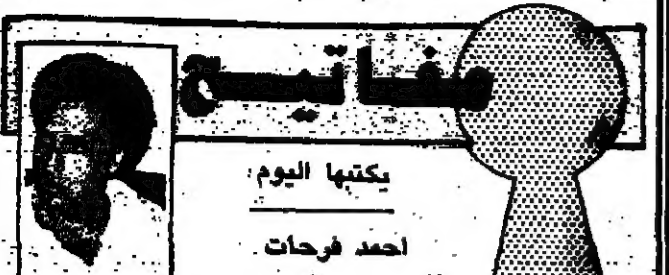 مفاتيح
يكتبها اليوم:
احمد فرحات